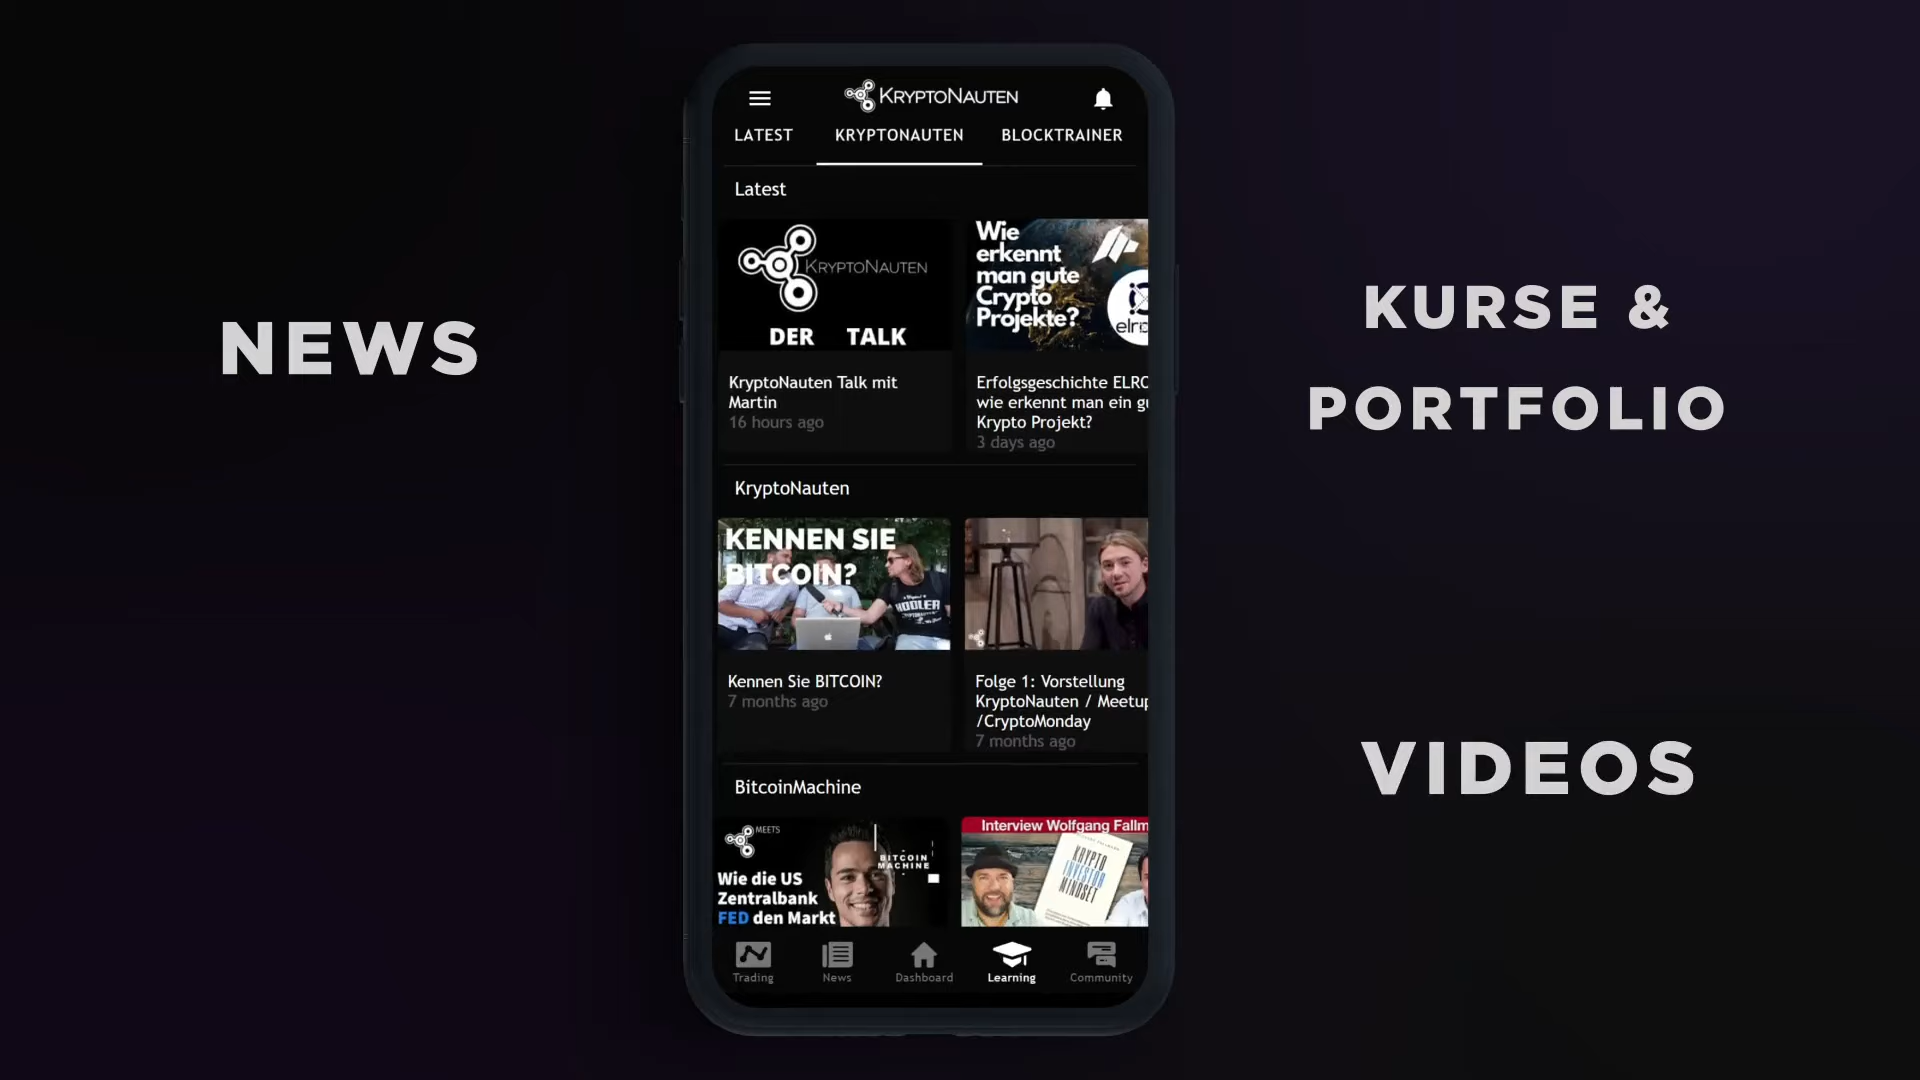 KRYPTONAUTEN
LATEST
KRYPTONAUTEN
BLOCKTRAINER
Latest
KRYPTONAUTEN
DER TALK
KryptoNauten Talk mit
Martin
16 hours ago
Wie
erkennt
man gute
Crypto
Projekte?
elro
Erfolgsgeschichte ELRO
wie erkennt man ein gu
Krypto Projekt?
3 days ago
KryptoNauten
KENNEN SIE
BITCOIN?
HODLER
Kennen Sie BITCOIN?
7 months ago
Folge 1: Vorstellung
KryptoNauten / Meetup
/CryptoMonday
7 months ago
BitcoinMachine
MEETS
BITCOIN
MACHINE
Wie die US
Zentralbank
FED den Markt
Interview Wolfgang Fallm
KRYPTO
INVESTOR
MINDSET
Trading
News
Dashboard
Learning
Community
NEWS
KURSE &
PORTFOLIO
VIDEOS